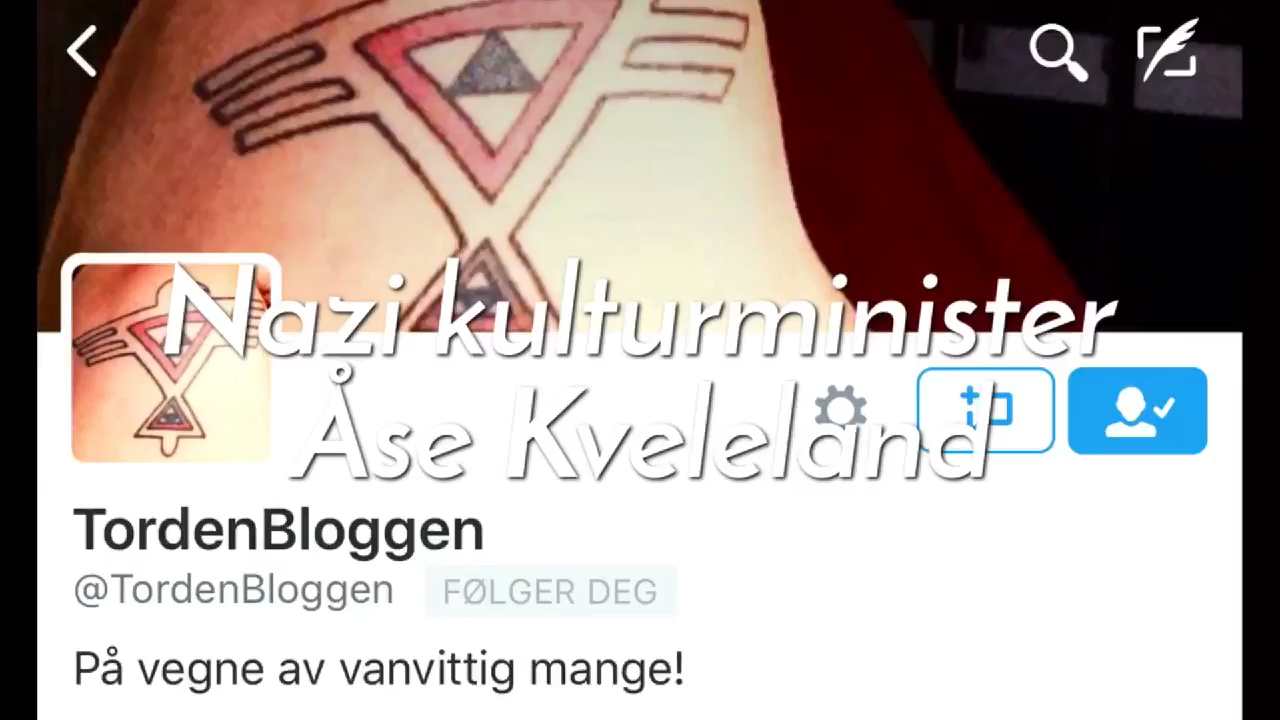 Nazi kulturminister
Åse Kveleland
TordenBloggen
@TordenBloggen FØLGER DEG
På vegne av vanvittig mange!